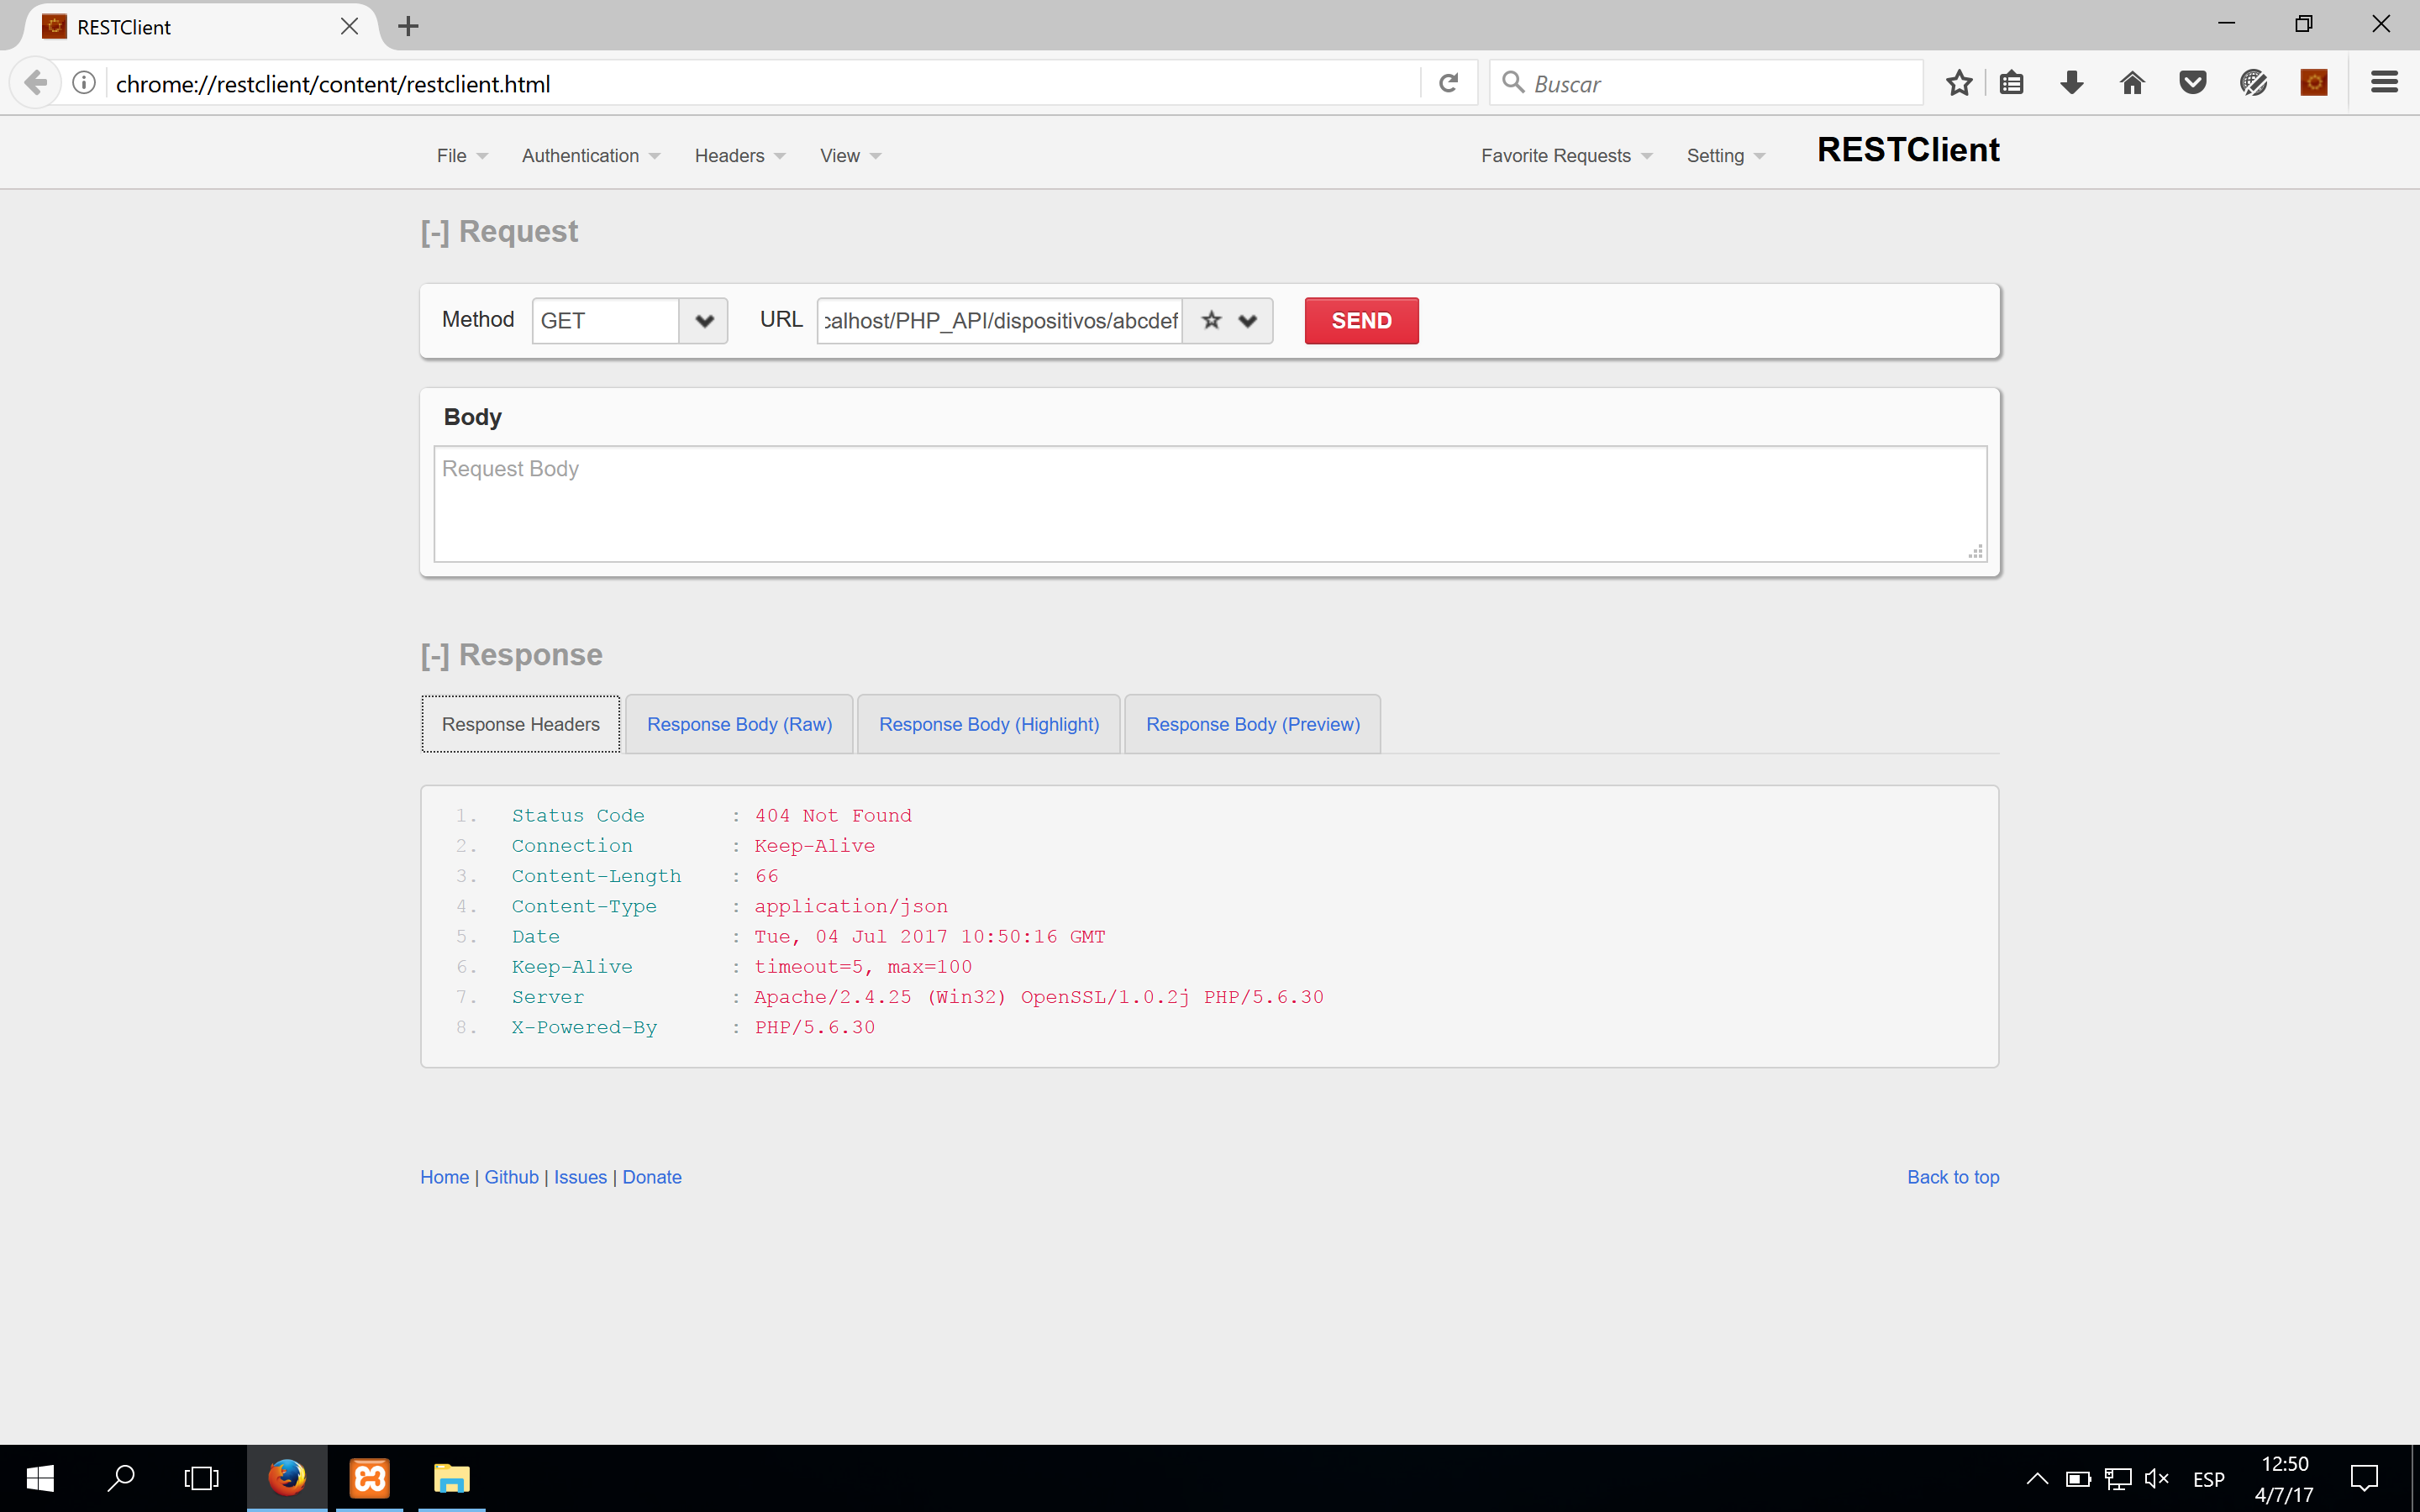 RESTClient
chrome://restclient/content/restclient.html
Buscar
File Authentication Headers View Favorite Requests Setting RESTClient
[-] Request
Method GET URL calhost/PHP_API/dispositivos/abcdef SEND
Body
Request Body
[-] Response
Response Headers Response Body (Raw) Response Body (Highlight) Response Body (Preview)
1. Status Code : 404 Not Found
2. Connection : Keep-Alive
3. Content-Length : 66
4. Content-Type : application/json
5. Date : Tue, 04 Jul 2017 10:50:16 GMT
6. Keep-Alive : timeout=5, max=100
7. Server : Apache/2.4.25 (Win32) OpenSSL/1.0.2j PHP/5.6.30
8. X-Powered-By : PHP/5.6.30
Home | Github | Issues | Donate Back to top
ESP
12:50
4/7/17